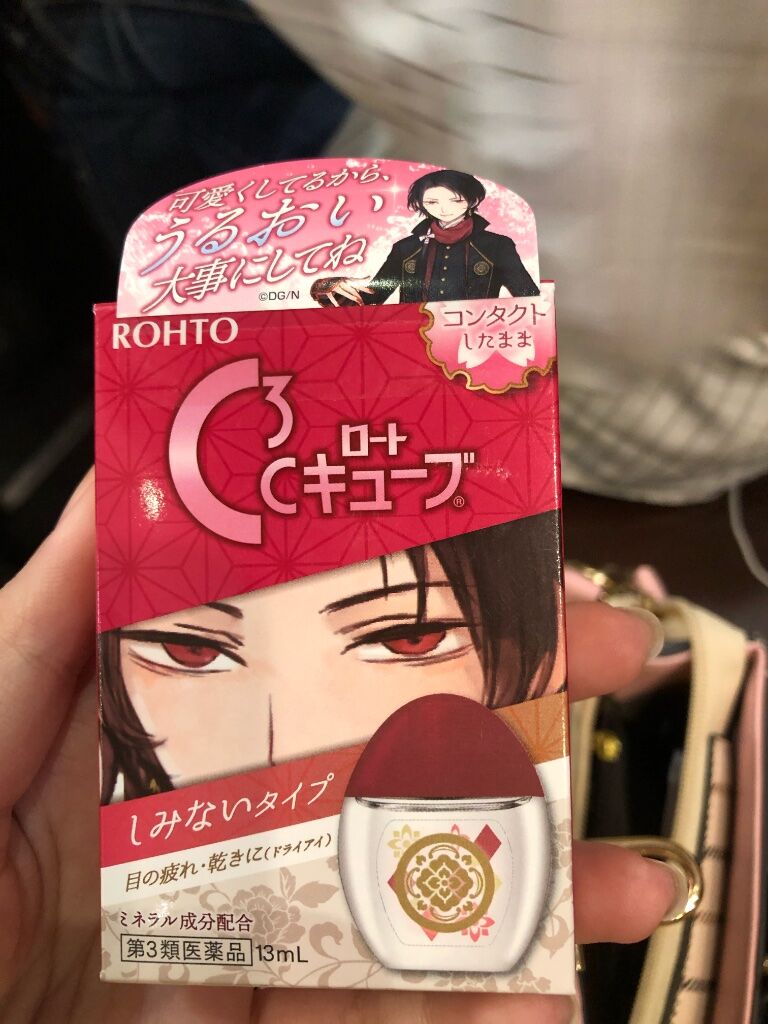 可愛くしてるから、
うるおい
大事にしてね
©DG/N
ROHTO
コンタクト
したまま
C3
ロート
Cキューブ®
しみないタイプ
目の疲れ・乾きに(ドライアイ)
ミネラル成分配合
第3類医薬品 13mL